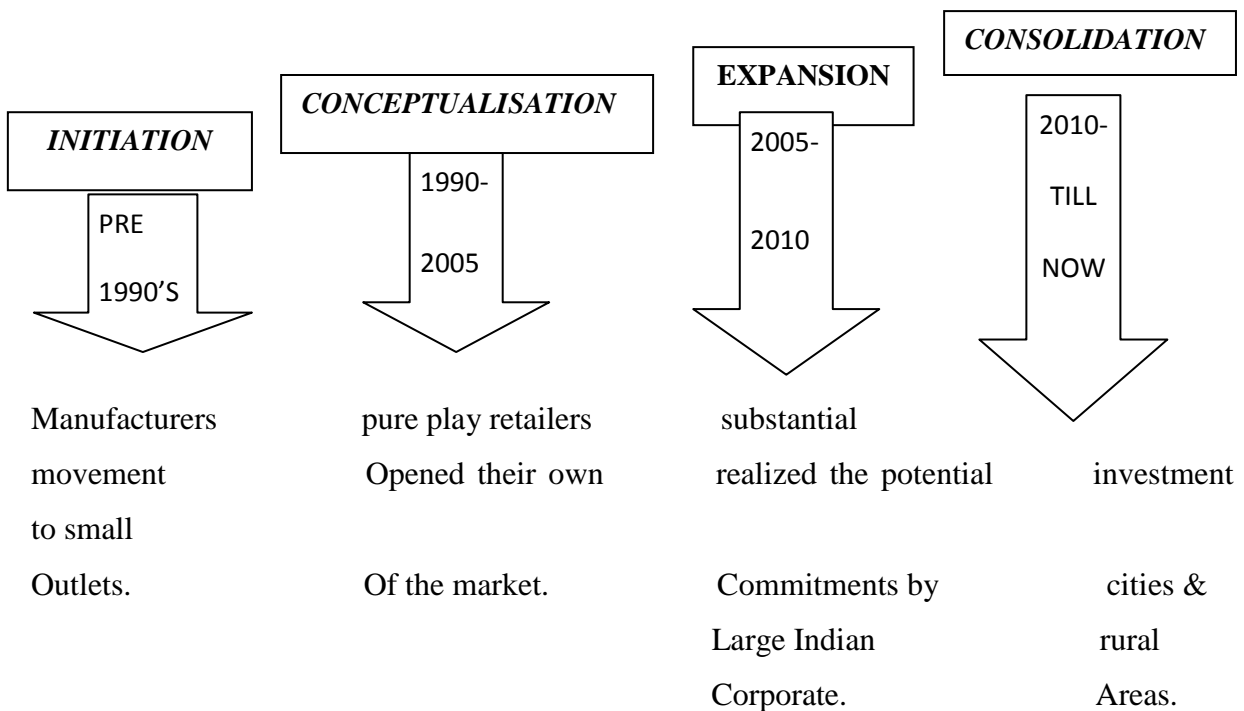 CONSOLIDATION
EXPANSION
CONCEPTUALISATION
INITIATION
PRE
1990'S
1990-
2005
2005-
2010
2010-
TILL
NOW
Manufacturers pure play retailers substantial
movement Opened their own realized the potential investment
to small
Outlets. Of the market. Commitments by cities &
Large Indian rural
Corporate. Areas.